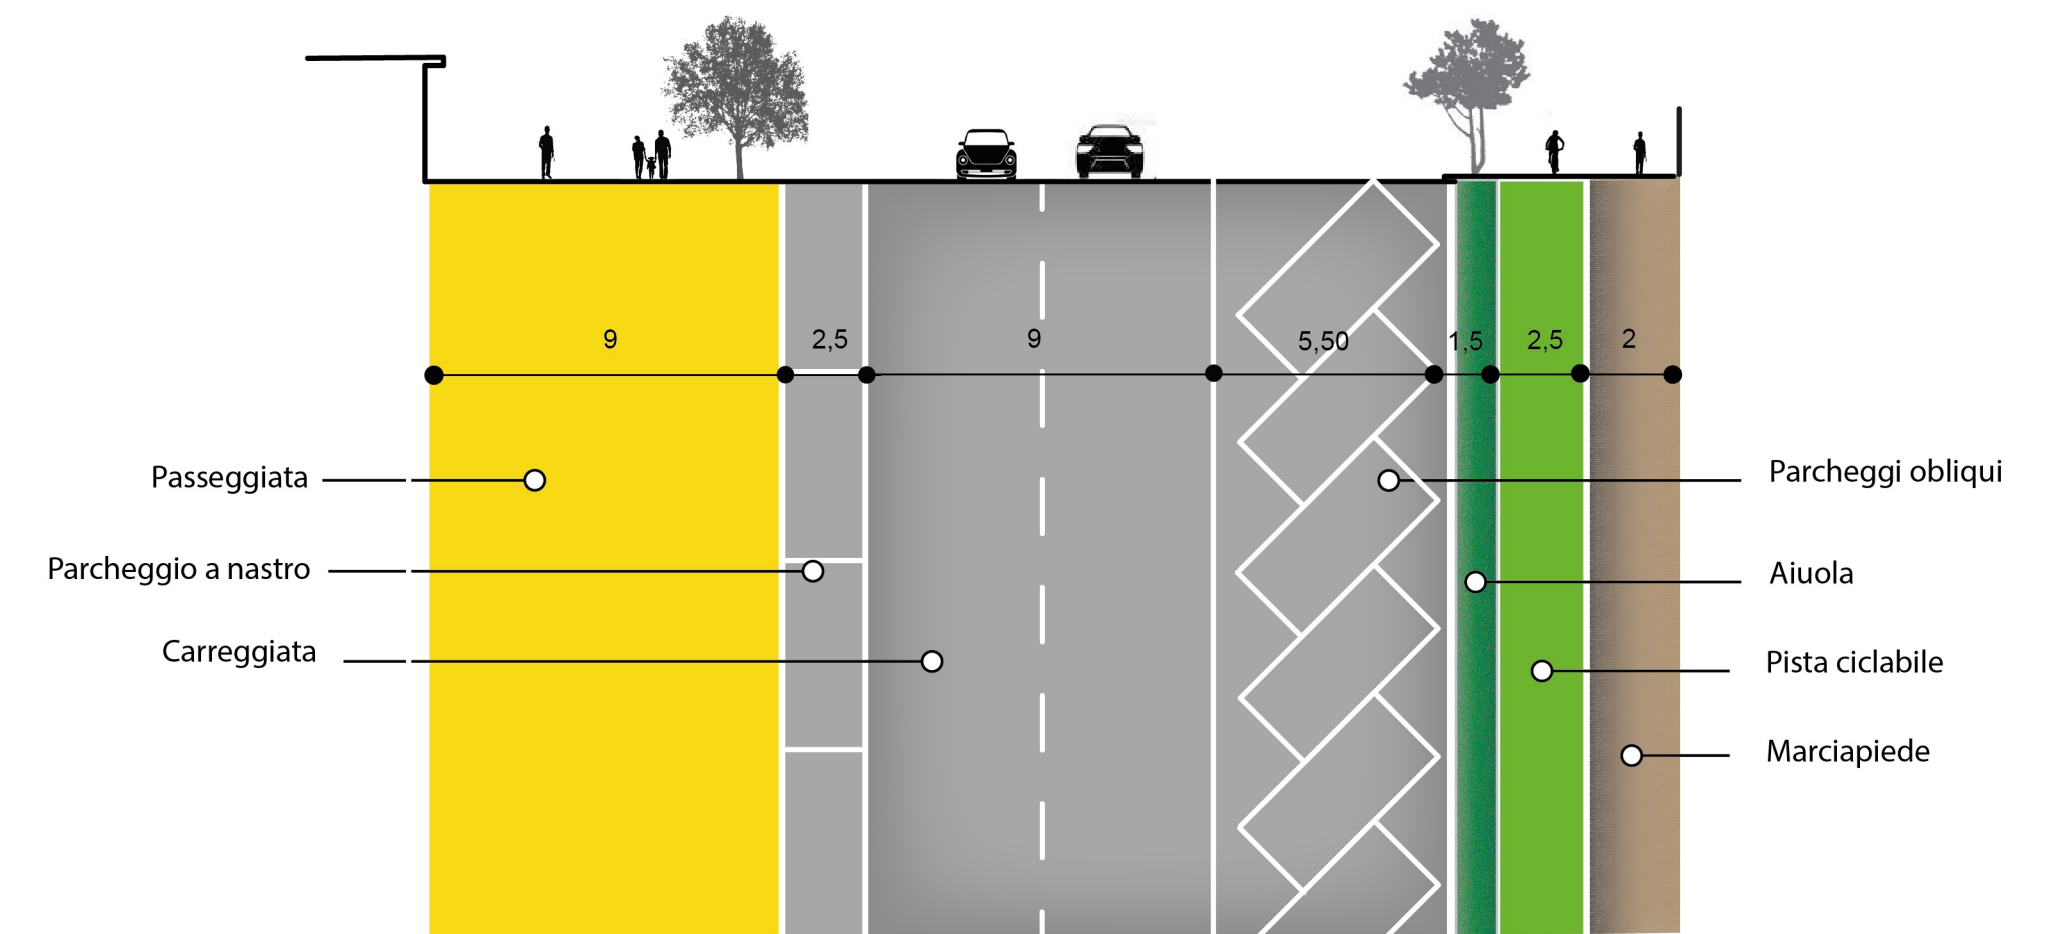 9
2,5
9
5,50
1,5
2,5
2
Passeggiata
Parcheggi obliqui
Parcheggio a nastro
Aiuola
Carreggiata
Pista ciclabile
Marciapiede